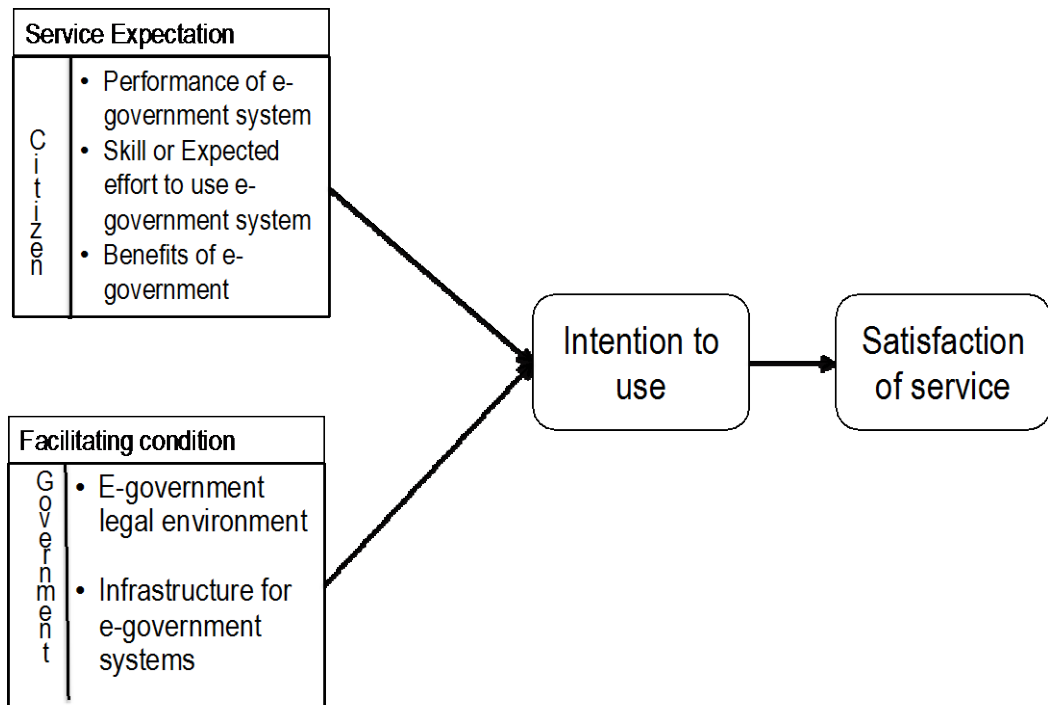 Service Expectation
Citizen
• Performance of e-
government system
• Skill or Expected
effort to use e-
government system
• Benefits of e-
government
Intention to
use
Satisfaction
of service
Facilitating condition
Government
• E-government
legal environment
• Infrastructure for
e-government
systems